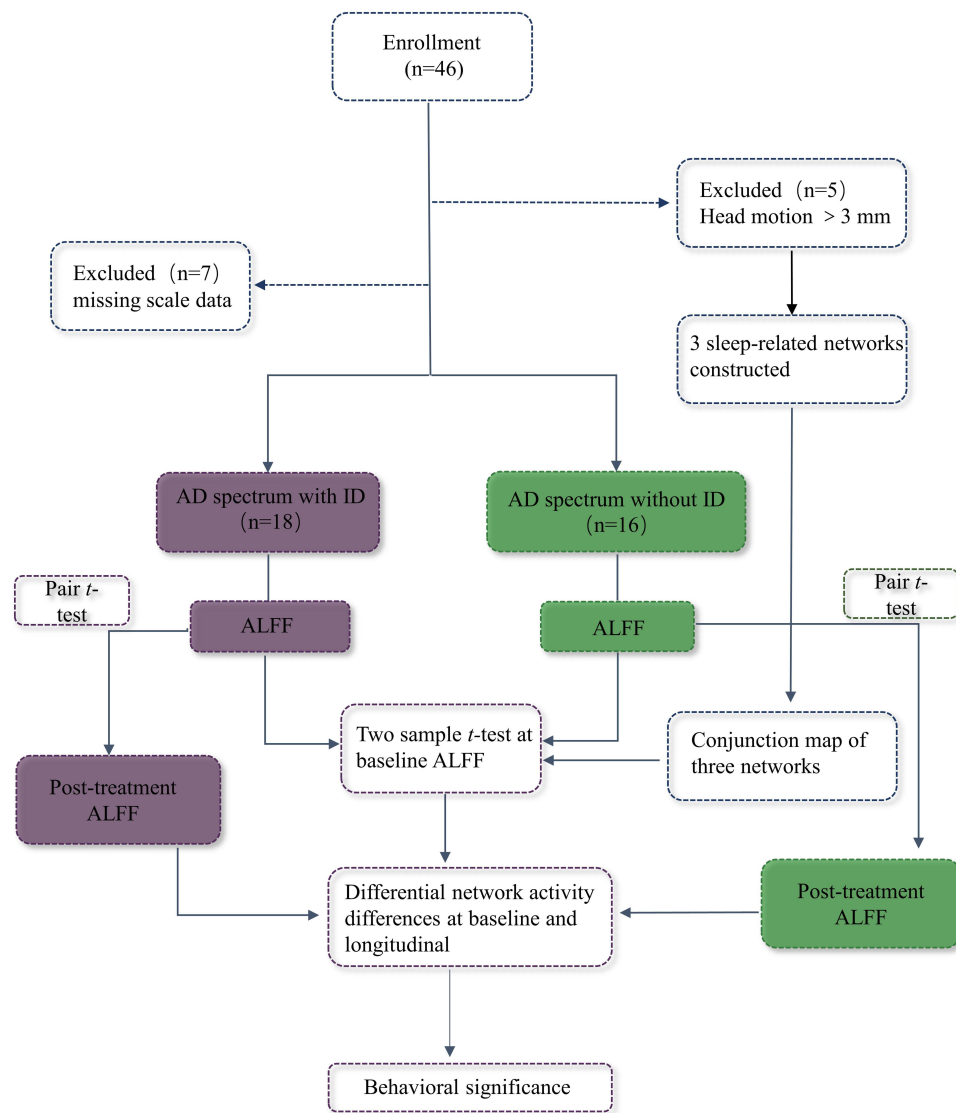 Enrollment
(n=46)
Excluded（n=5）
Head motion > 3 mm
Excluded（n=7）
missing scale data
3 sleep-related networks
constructed
AD spectrum with ID
（n=18）
AD spectrum without ID
（n=16）
Pair t-
test
ALFF
ALFF
Pair t-
test
Two sample t-test at
baseline ALFF
Conjunction map of
three networks
Post-treatment
ALFF
Differential network activity
differences at baseline and
longitudinal
Post-treatment
ALFF
Behavioral significance